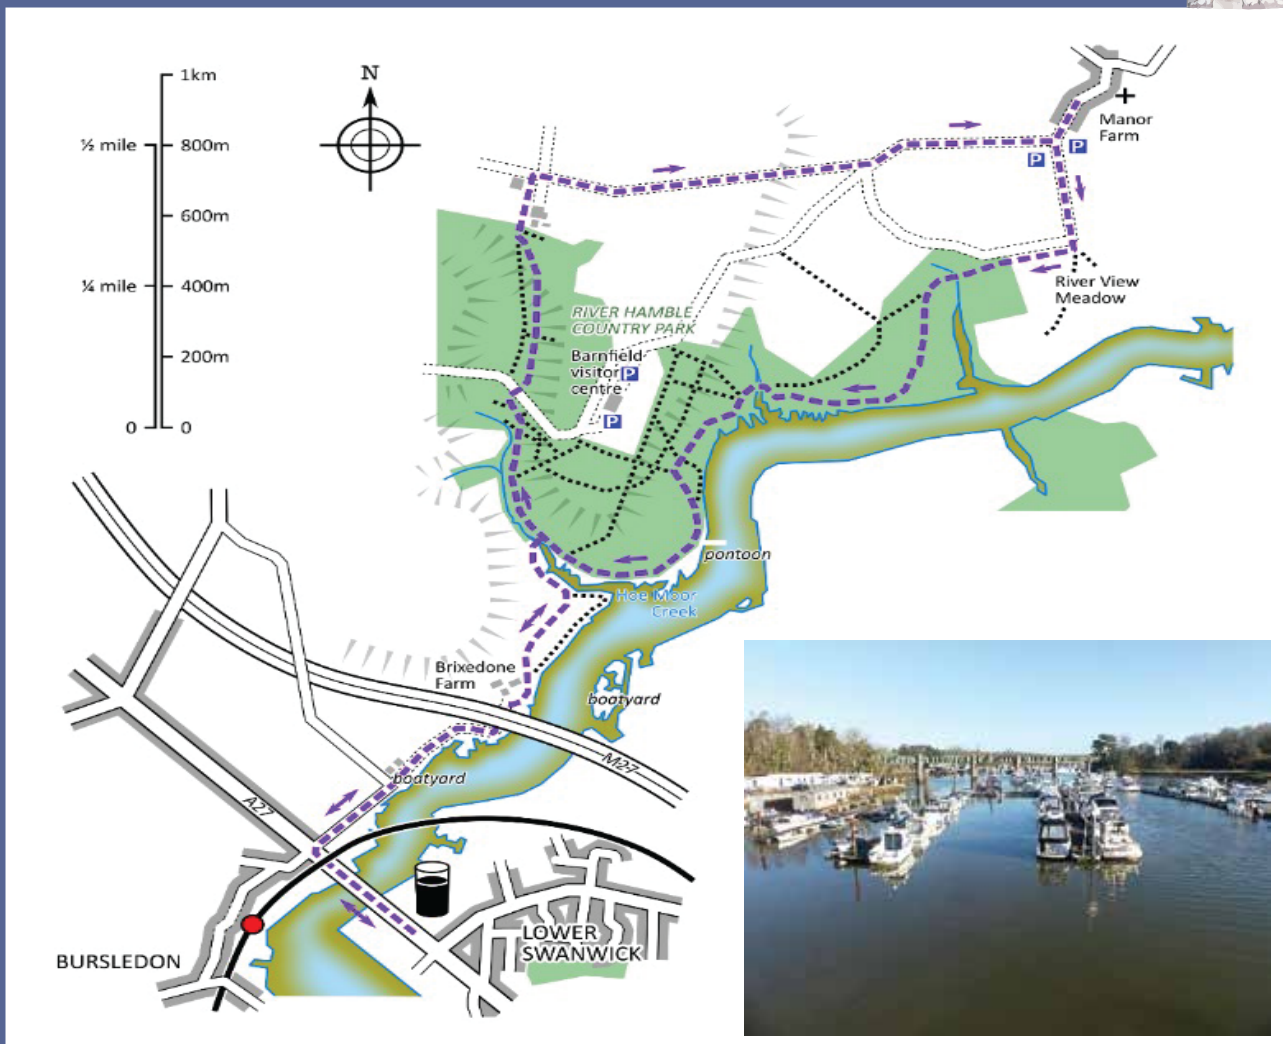 1km
N
½ mile
800m
600m
¼ mile
400m
200m
0
0
Manor
Farm
P
P
River View
Meadow
RIVER HAMBLE
COUNTRY PARK
Barnfield
visitor
centre
P
P
pontoon
Hoe Moor
Creek
Brixedone
Farm
boatyard
M27
boatyard
A27
LOWER
SWANWICK
BURSLEDON